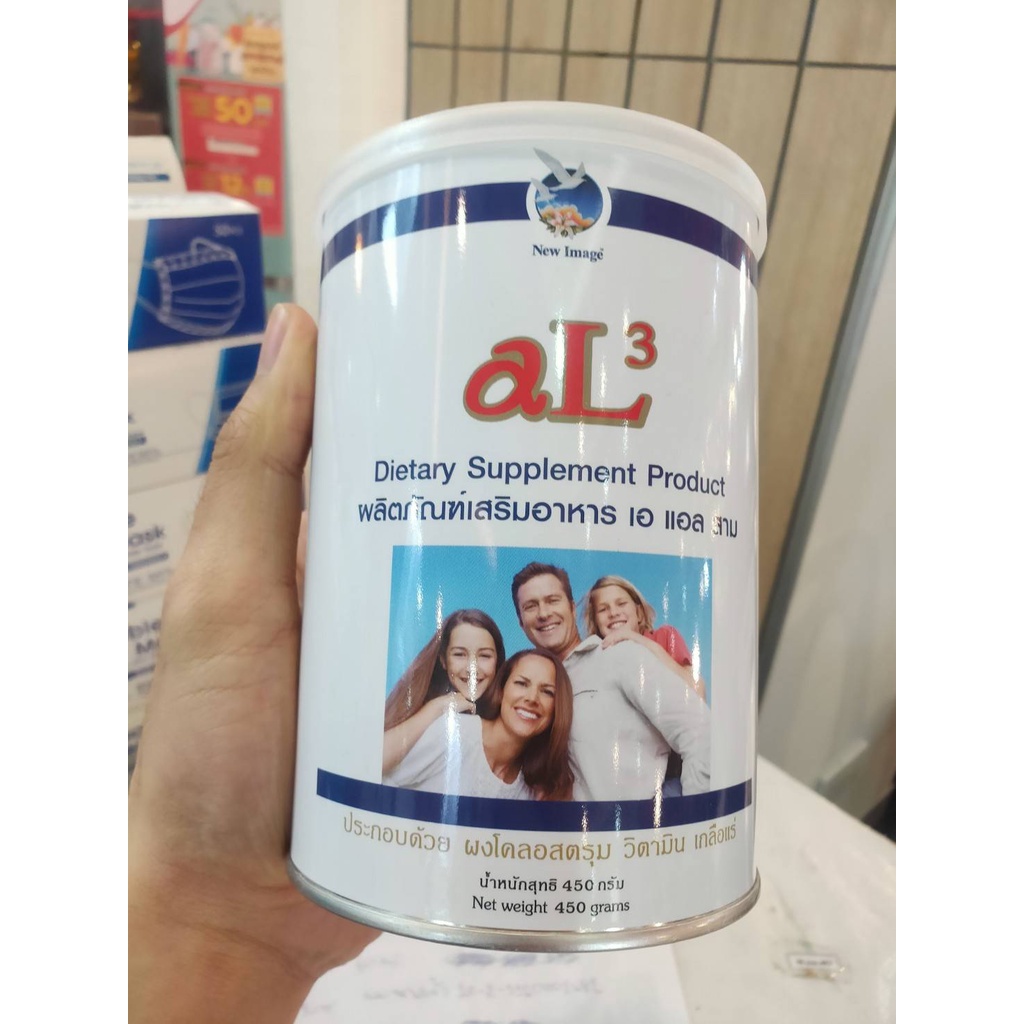 50
New Image
aL³
Dietary Supplement Product
ผลิตภัณฑ์เสริมอาหาร เอ แอล สาม
ask
ประกอบด้วย ผงโคลอสตรุม วิตามิน เกลือแร่
น้ำหนักสุทธิ 450 กรัม
Net weight 450 grams